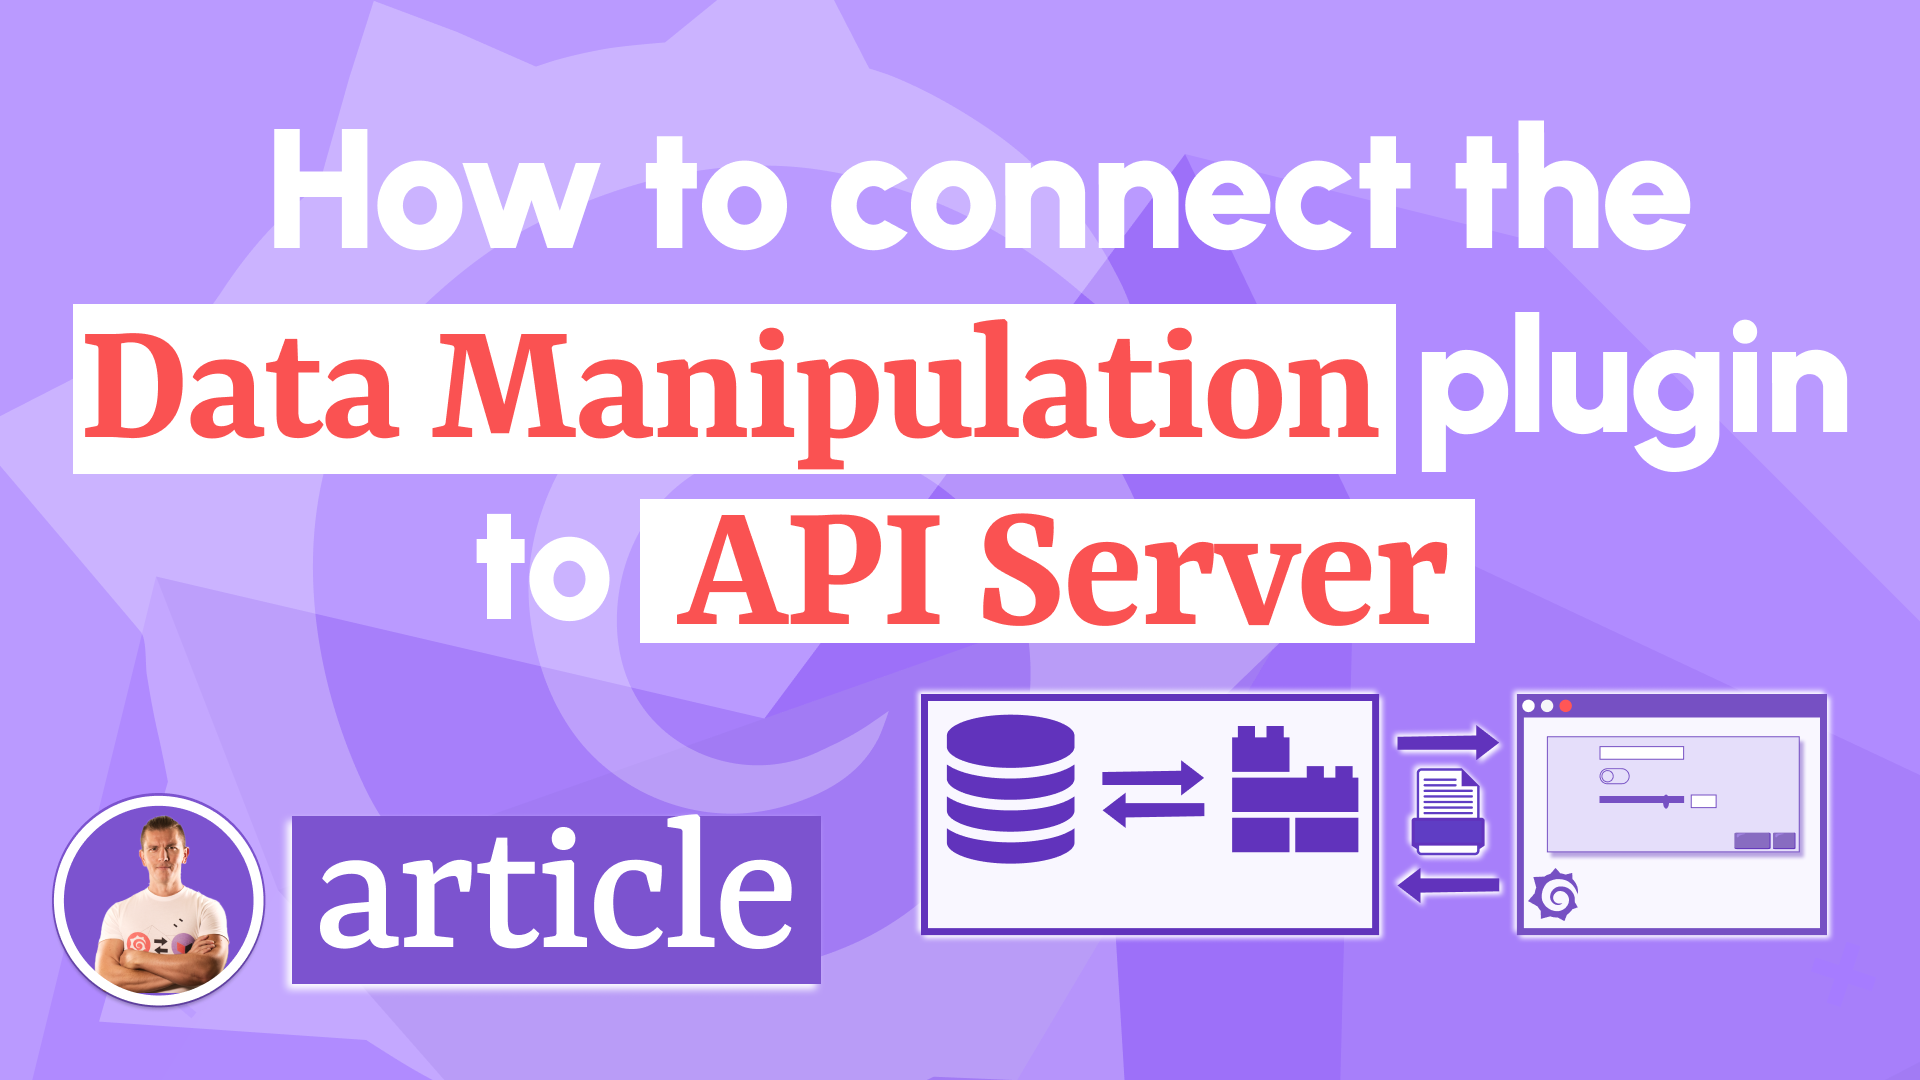 How to connect the
Data Manipulation plugin
to API Server
article